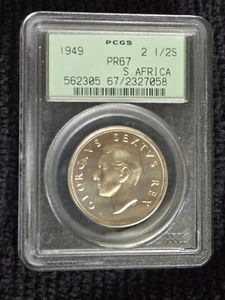 PCGS
1949 2 1/2S
PR67
S.AFRICA
562305 67/2327058
GEORGIVS SEXTVS REX